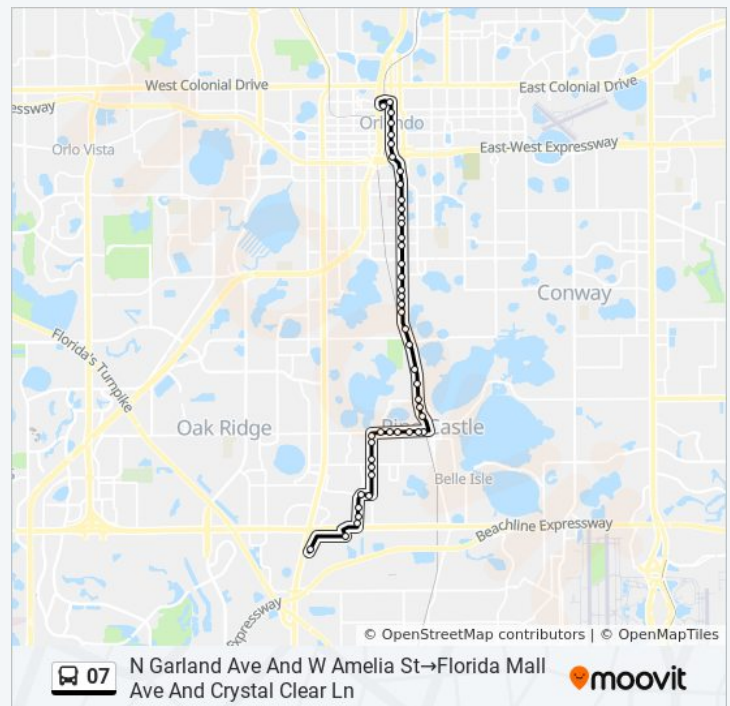 West Colonial Drive
East Colonial Drive
ssway
Orlando
Orlo Vista
East-West Expressway
Conway
Florida's Turnpike
Oak Ridge
Castle
Belle Isle
Beachline Expressway
Expressway
© OpenStreetMap contributors | © OpenMapTiles
07
N Garland Ave And W Amelia St→Florida Mall
Ave And Crystal Clear Ln
moovit